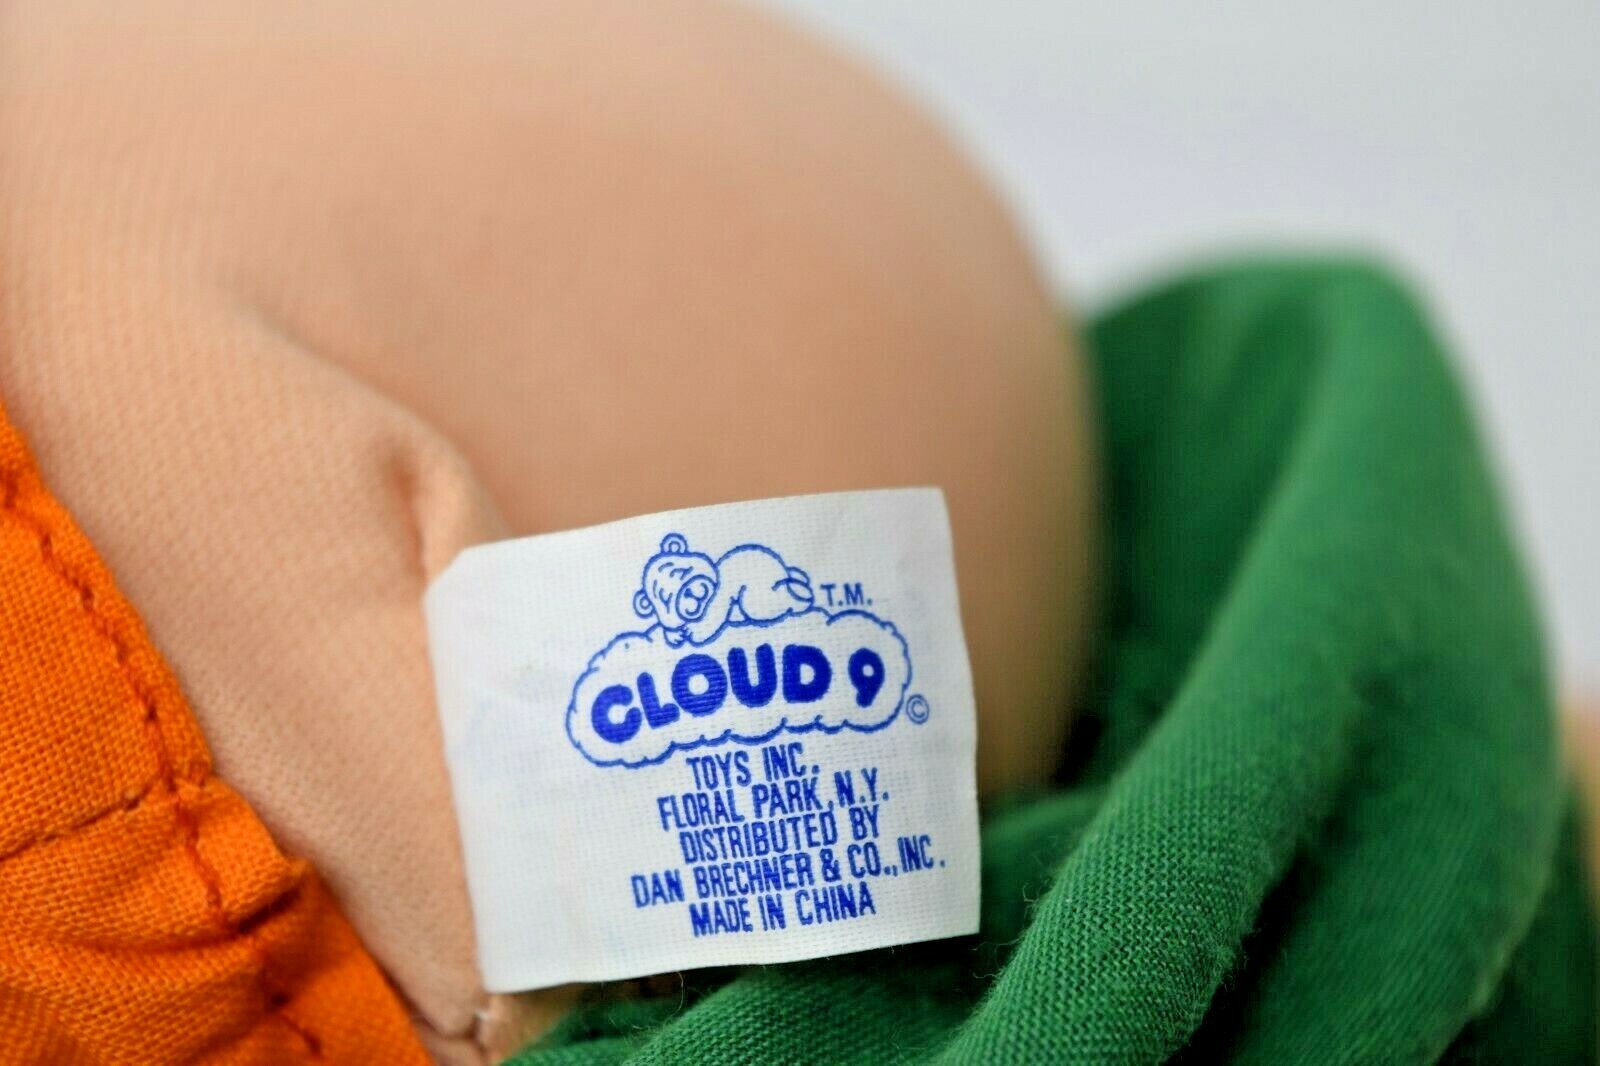 T.M.
CLOUD 9
©
TOYS INC.
FLORAL PARK, N.Y.
DISTRIBUTED BY
DAN BRECHNER & CO., INC.
MADE IN CHINA